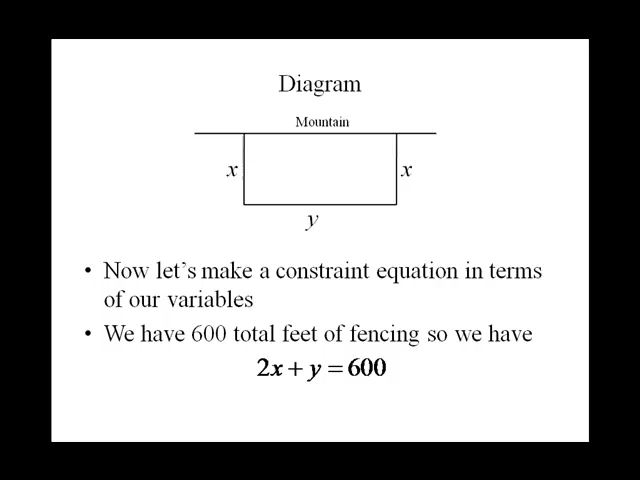 Diagram
Mountain
x x
y
• Now let's make a constraint equation in terms
of our variables
• We have 600 total feet of fencing so we have
2x + y = 600